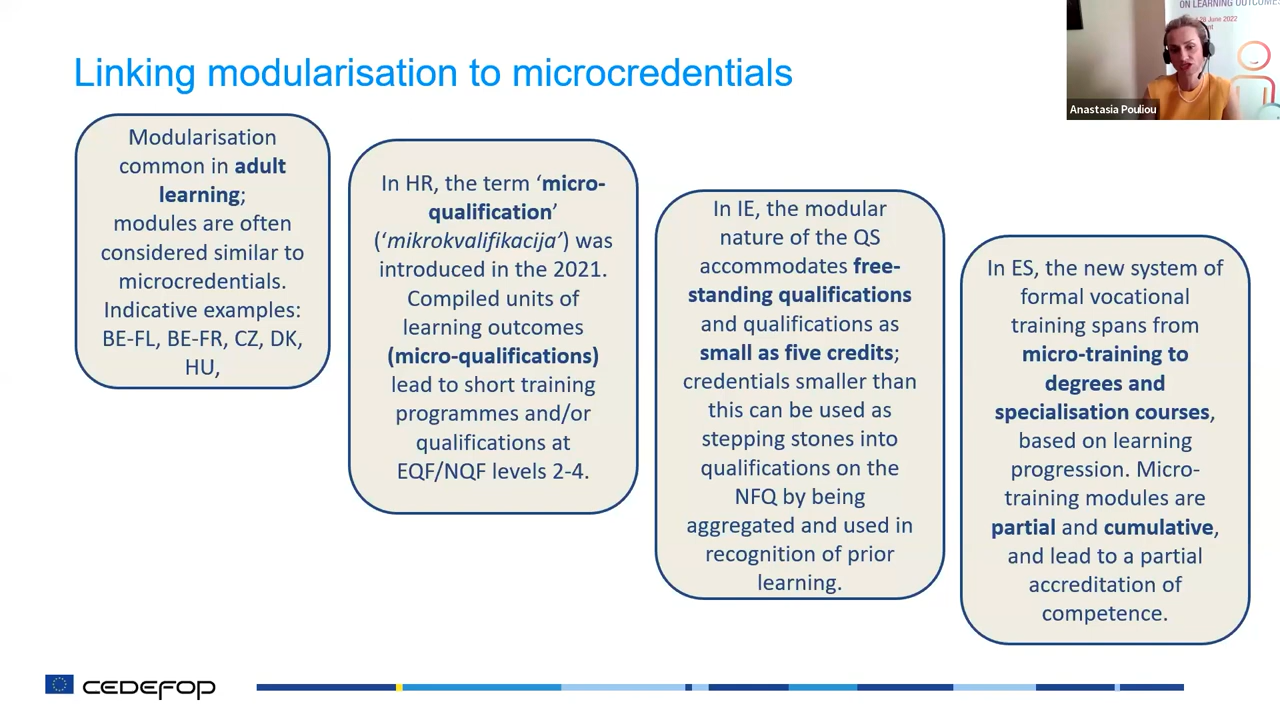 Linking modularisation to microcredentials
Modularisation
common in adult
learning;
modules are often
considered similar to
microcredentials.
Indicative examples:
BE-FL, BE-FR, CZ, DK,
HU,
In HR, the term ‘micro-
qualification’
(‘mikrokvalifikacija’) was
introduced in the 2021.
Compiled units of
learning outcomes
(micro-qualifications)
lead to short training
programmes and/or
qualifications at
EQF/NQF levels 2-4.
In IE, the modular
nature of the QS
accommodates free-
standing qualifications
and qualifications as
small as five credits;
credentials smaller than
this can be used as
stepping stones into
qualifications on the
NFQ by being
aggregated and used in
recognition of prior
learning.
In ES, the new system of
formal vocational
training spans from
micro-training to
degrees and
specialisation courses,
based on learning
progression. Micro-
training modules are
partial and cumulative,
and lead to a partial
accreditation of
competence.
ON LEARNING OUTCOMES
June 2022
Anastasia Pouliou
CEDEFOP